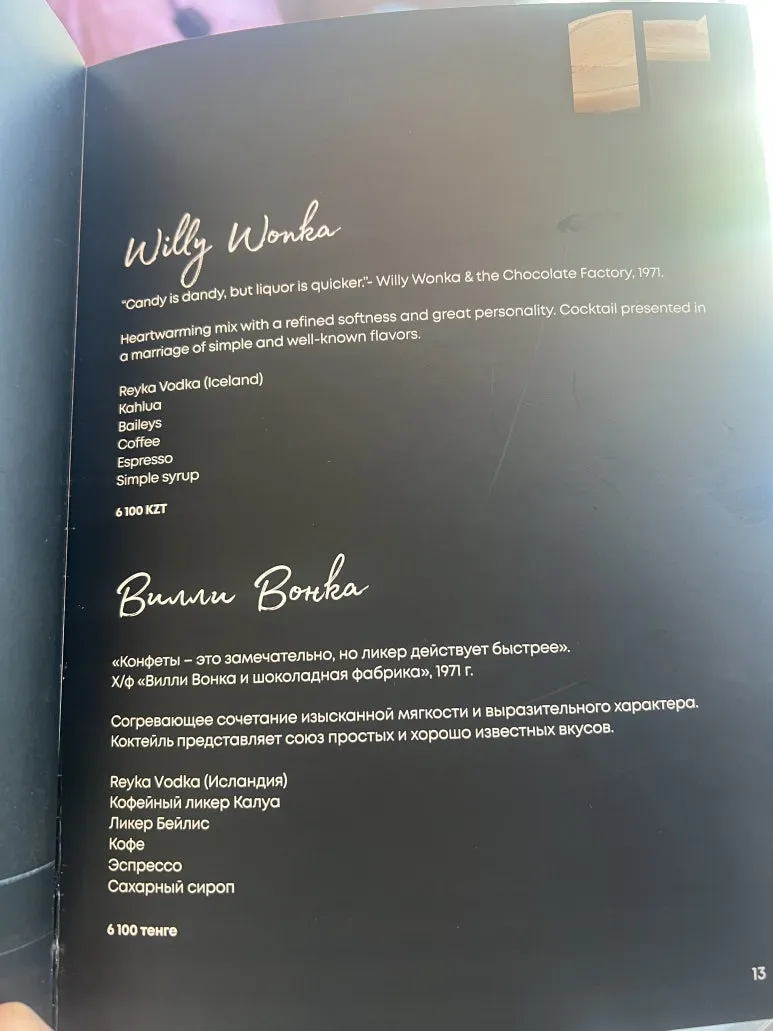 Willy Wonka
"Candy is dandy, but liquor is quicker."- Willy Wonka & the Chocolate Factory, 1971.
Heartwarming mix with a refined softness and great personality. Cocktail presented in
a marriage of simple and well-known flavors.
Reyka Vodka (Iceland)
Kahlua
Baileys
Coffee
Espresso
Simple syrup
6 100 KZT
Вилли Вонка
«Конфеты – это замечательно, но ликер действует быстрее».
Х/ф «Вилли Вонка и шоколадная фабрика», 1971 г.
Согревающее сочетание изысканной мягкости и выразительного характера.
Коктейль представляет союз простых и хорошо известных вкусов.
Reyka Vodka (Исландия)
Кофейный ликер Калуа
Ликер Бейлис
Кофе
Эспрессо
Сахарный сироп
6 100 тенге
13